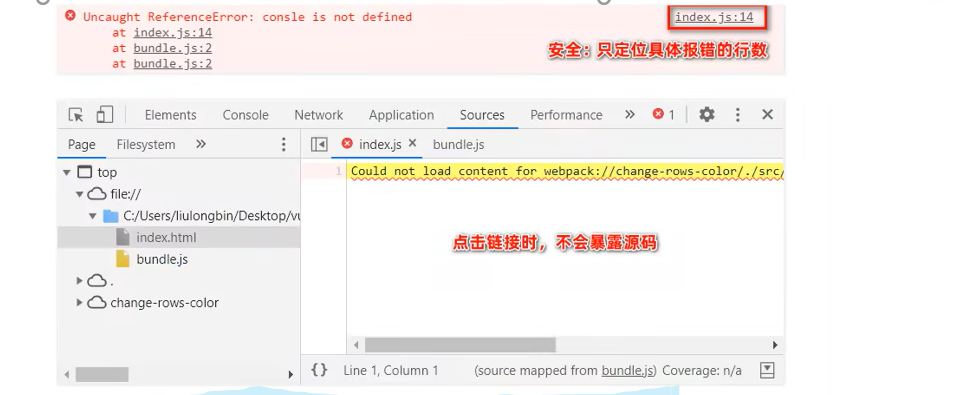 Uncaught ReferenceError: consle is not defined
index.js:14
at index.js:14
at bundle.js:2
at bundle.js:2
安全：只定位具体报错的行数
Elements Console Network Application Sources Performance » 1
Page Filesystem »
index.js × bundle.js
top
file://
C:/Users/liulongbin/Desktop/vu
index.html
bundle.js
.
change-rows-color
1 Could not load content for webpack://change-rows-color/./src/
点击链接时，不会暴露源码
{} Line 1, Column 1 (source mapped from bundle.js) Coverage: n/a